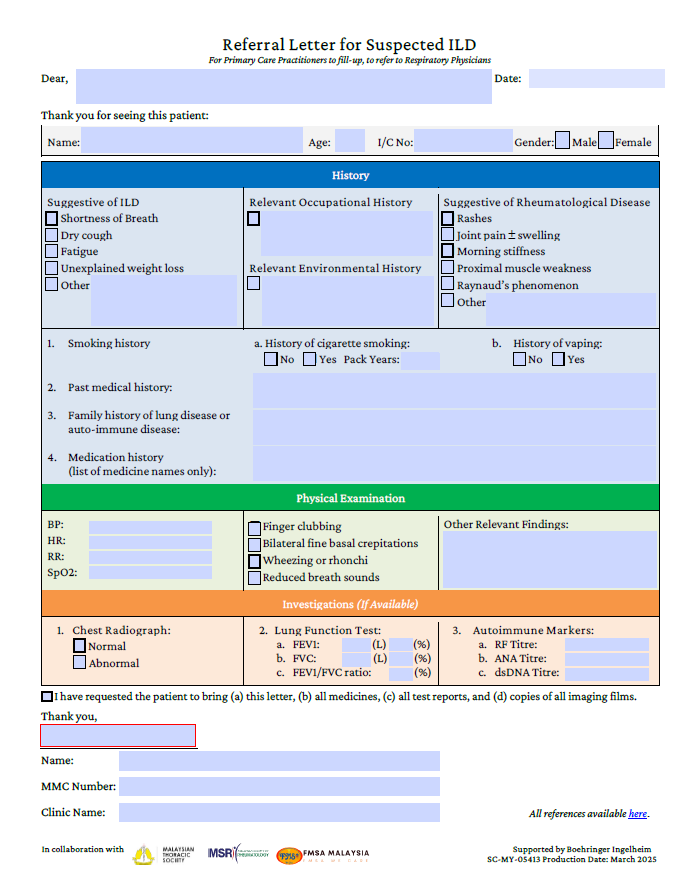 Referral Letter for Suspected ILD
For Primary Care Practitioners to fill-up, to refer to Respiratory Physicians
Dear,
Date:
Thank you for seeing this patient:
Name: Age: I/C No: Gender: Male Female
History
Suggestive of ILD
Shortness of Breath
Dry cough
Fatigue
Unexplained weight loss
Other
Relevant Occupational History
Relevant Environmental History
Suggestive of Rheumatological Disease
Rashes
Joint pain ± swelling
Morning stiffness
Proximal muscle weakness
Raynaud's phenomenon
Other
1. Smoking history
a. History of cigarette smoking:
No Yes Pack Years:
b. History of vaping:
No Yes
2. Past medical history:
3. Family history of lung disease or
auto-immune disease:
4. Medication history
(list of medicine names only):
Physical Examination
BP:
HR:
RR:
SpO2:
Finger clubbing
Bilateral fine basal crepitations
Wheezing or rhonchi
Reduced breath sounds
Other Relevant Findings:
Investigations (If Available)
1. Chest Radiograph:
Normal
Abnormal
2. Lung Function Test:
a. FEV1: (L) (%)
b. FVC: (L) (%)
c. FEV1/FVC ratio: (%)
3. Autoimmune Markers:
a. RF Titre:
b. ANA Titre:
c. dsDNA Titre:
I have requested the patient to bring (a) this letter, (b) all medicines, (c) all test reports, and (d) copies of all imaging films.
Thank you,
Name:
MMC Number:
Clinic Name:
All references available here.
In collaboration with
MALAYSIAN
THORACIC
SOCIETY
MSR
RHEUMATOLOGY
FMSA MALAYSIA
Supported by Boehringer Ingelheim
SC-MY-05413 Production Date: March 2025